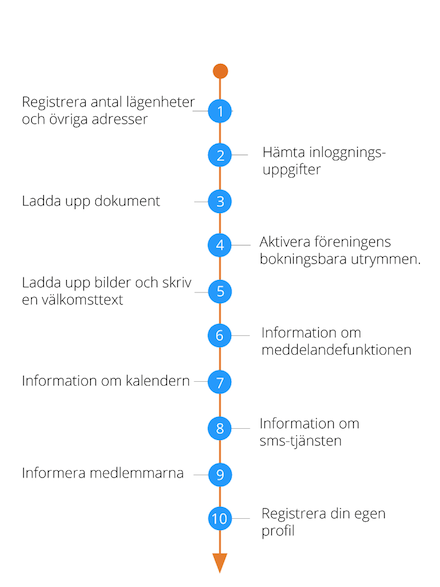 Registrera antal lägenheter
och övriga adresser
1
2
Hämta inloggnings-
uppgifter
Ladda upp dokument
3
4
Aktivera föreningens
bokningsbara utrymmen.
Ladda upp bilder och skriv
en välkomsttext
5
6
Information om
meddelandefunktionen
Information om kalendern
7
8
Information om
sms-tjänsten
Informera medlemmarna
9
10
Registrera din egen
profil